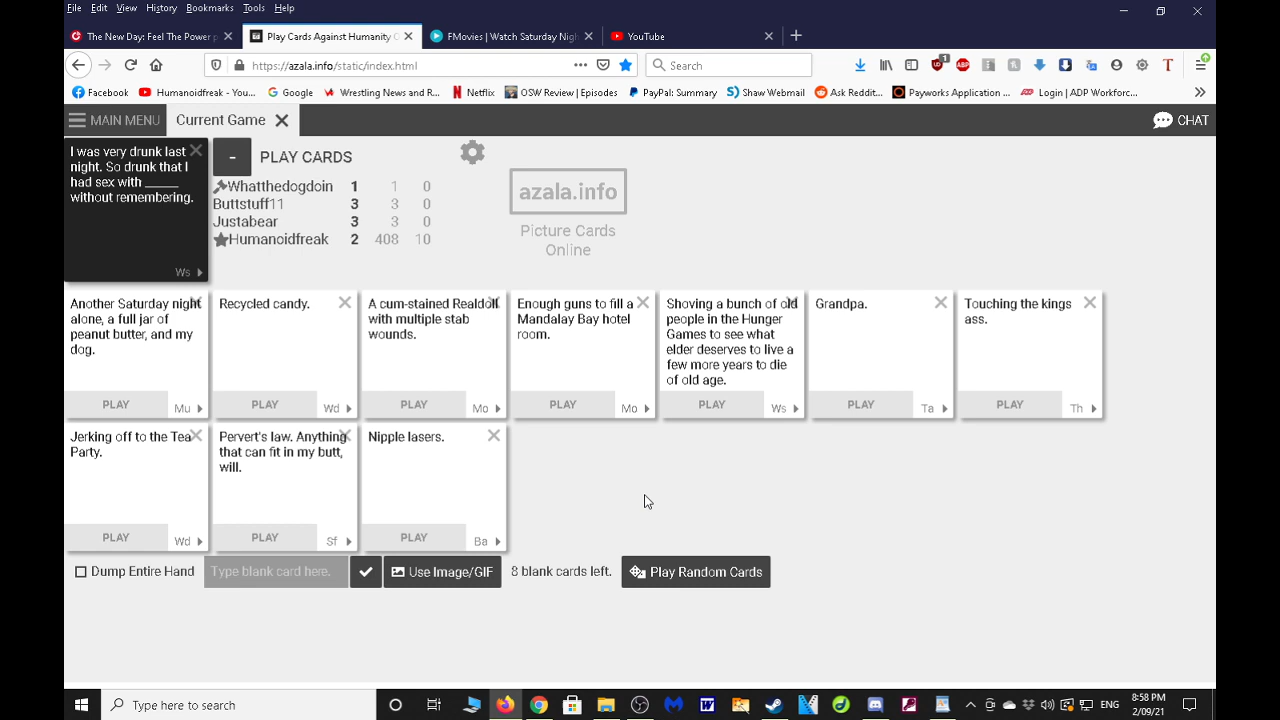 File Edit View History Bookmarks Tools Help
The New Day: Feel The Power p
Play Cards Against Humanity O
FMovies | Watch Saturday Nigh
YouTube
https://azala.info/static/index.html
Search
Facebook
Humanoidfreak - You...
Google
Wrestling News and R...
Netflix
OSW Review | Episodes
PayPal: Summary
Shaw Webmail
Ask Reddit...
Payworks Application ...
Login | ADP Workforc...
MAIN MENU
Current Game
CHAT
I was very drunk last
night. So drunk that I
had sex with _____
without remembering.
Ws
-
PLAY CARDS
Whatthedogdoin 1 1 0
Buttstuff11 3 3 0
Justabear 3 3 0
Humanoidfreak 2 408 10
azala.info
Picture Cards
Online
Another Saturday night
alone, a full jar of
peanut butter, and my
dog.
PLAY
Mu
Recycled candy.
PLAY
Wd
A cum-stained Realdoll
with multiple stab
wounds.
PLAY
Mo
Enough guns to fill a
Mandalay Bay hotel
room.
PLAY
Mo
Shoving a bunch of old
people in the Hunger
Games to see what
elder deserves to live a
few more years to die
of old age.
PLAY
Ws
Grandpa.
PLAY
Ta
Touching the kings
ass.
PLAY
Th
Jerking off to the Tea
Party.
PLAY
Wd
Pervert's law. Anything
that can fit in my butt,
will.
PLAY
Sf
Nipple lasers.
PLAY
Ba
Dump Entire Hand
Type blank card here.
Use Image/GIF
8 blank cards left.
Play Random Cards
Type here to search
ENG
8:58 PM
2/09/21